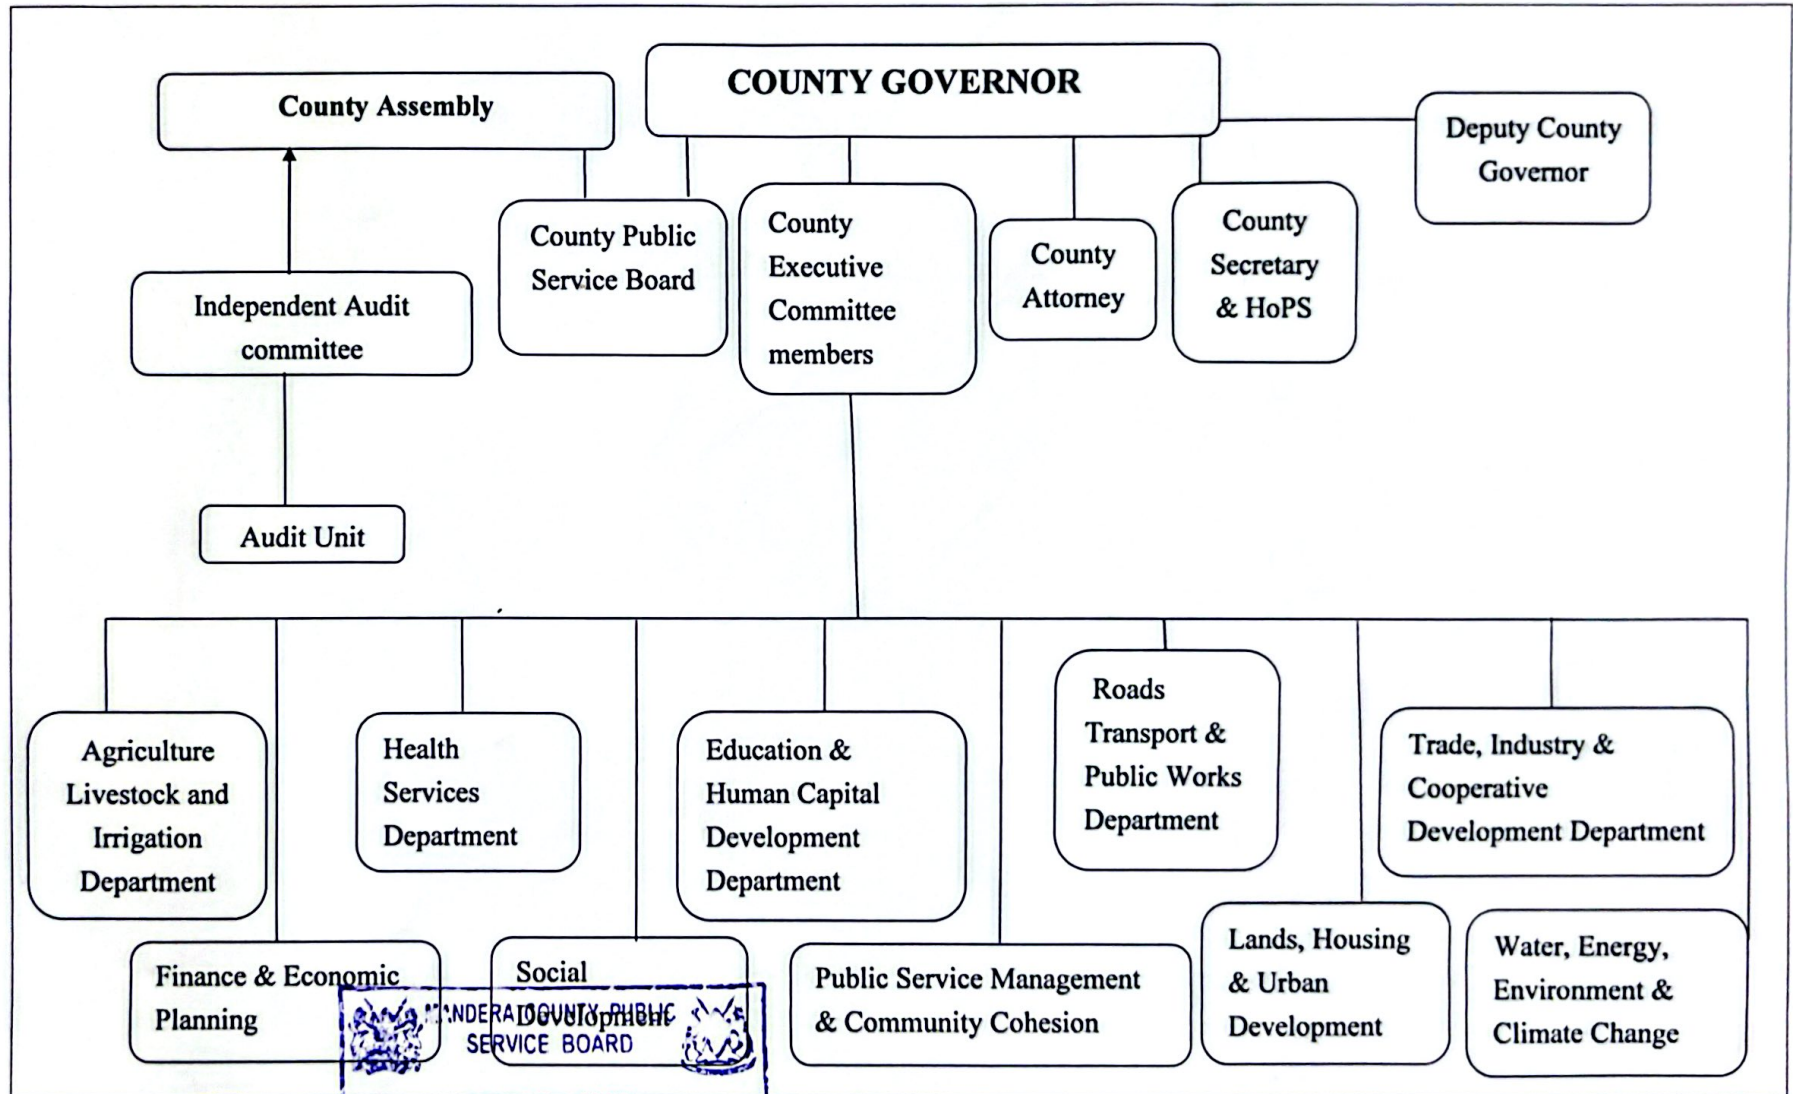 COUNTY GOVERNOR
County Assembly
Deputy County
Governor
County Public
Service Board
County
Executive
Committee
members
County
Attorney
County
Secretary
& HoPS
Independent Audit
committee
Audit Unit
Agriculture
Livestock and
Irrigation
Department
Health
Services
Department
Education &
Human Capital
Development
Department
Roads
Transport &
Public Works
Department
Trade, Industry &
Cooperative
Development Department
Finance & Economic
Planning
Social
Development
Public Service Management
& Community Cohesion
Lands, Housing
& Urban
Development
Water, Energy,
Environment &
Climate Change
MANDERA COUNTY PUBLIC
SERVICE BOARD